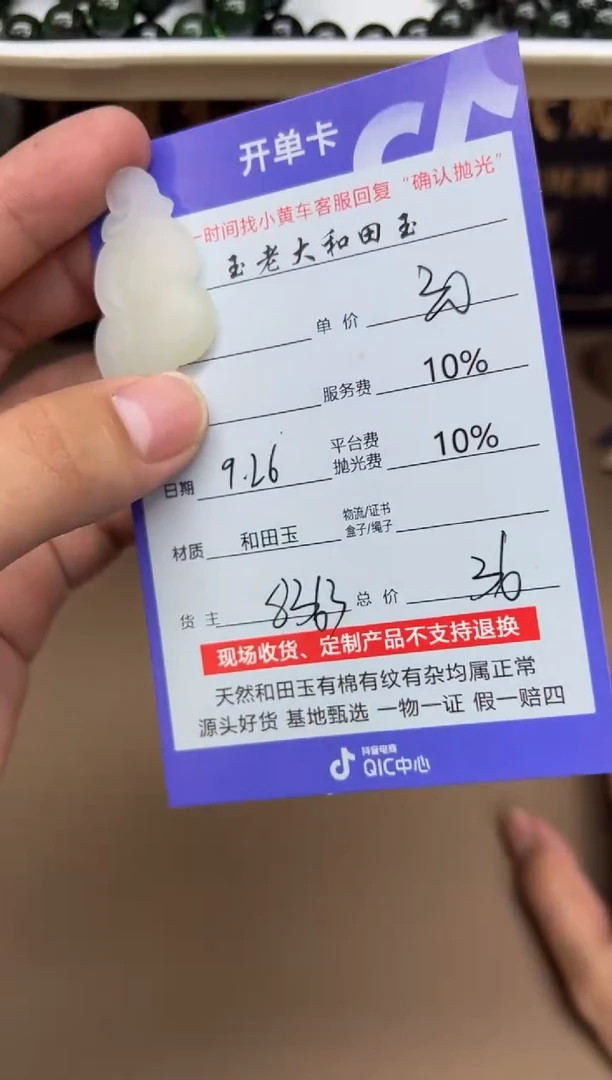 开单卡
一时间找小黄车客服回复“确认抛光”
玉老大和田玉
单价
服务费 10%
日期 9.26 平台费 抛光费 10%
材质 和田玉 物流/证书 盒子/绳子
货主 8363 总价 36
现场收货、定制产品不支持退换
天然和田玉有棉有纹有杂均属正常
源头好货 基地甄选 一物一证 假一赔四
抖音电商
QIC中心